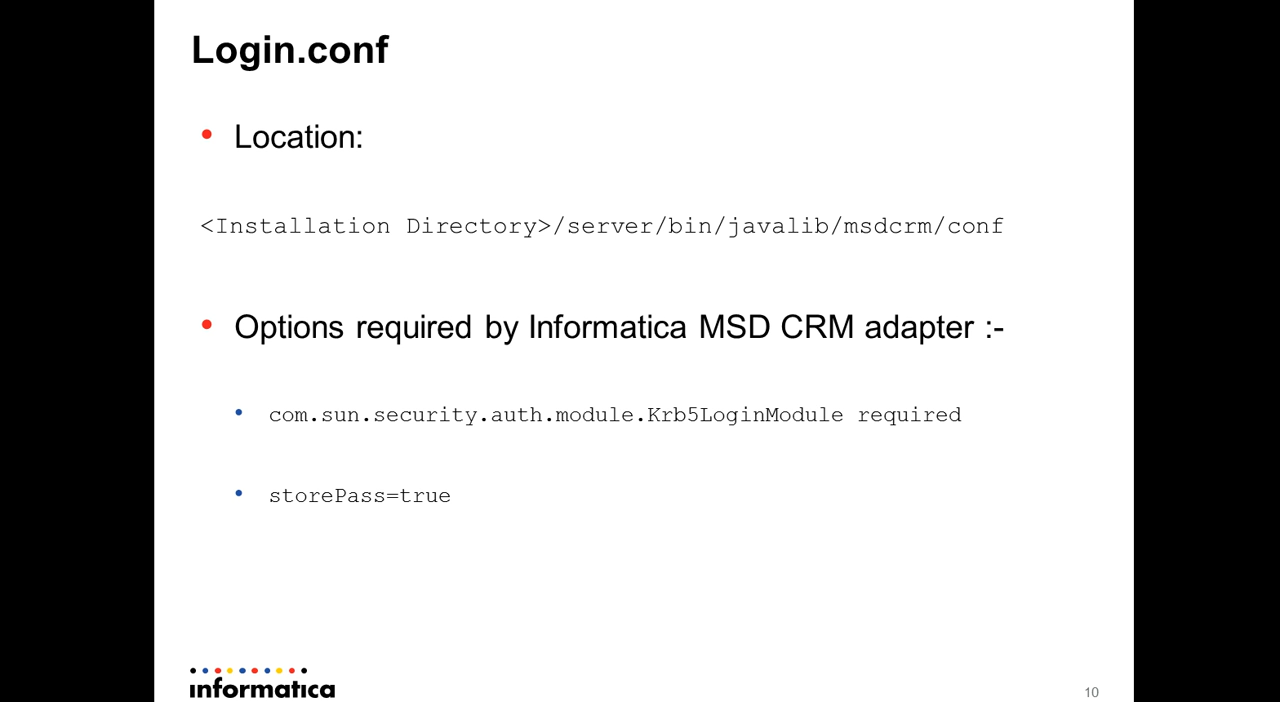 Login.conf
Location:
<Installation Directory>/server/bin/javalib/msdcrm/conf
Options required by Informatica MSD CRM adapter :-
com.sun.security.auth.module.Krb5LoginModule required
storePass=true
informatica
10